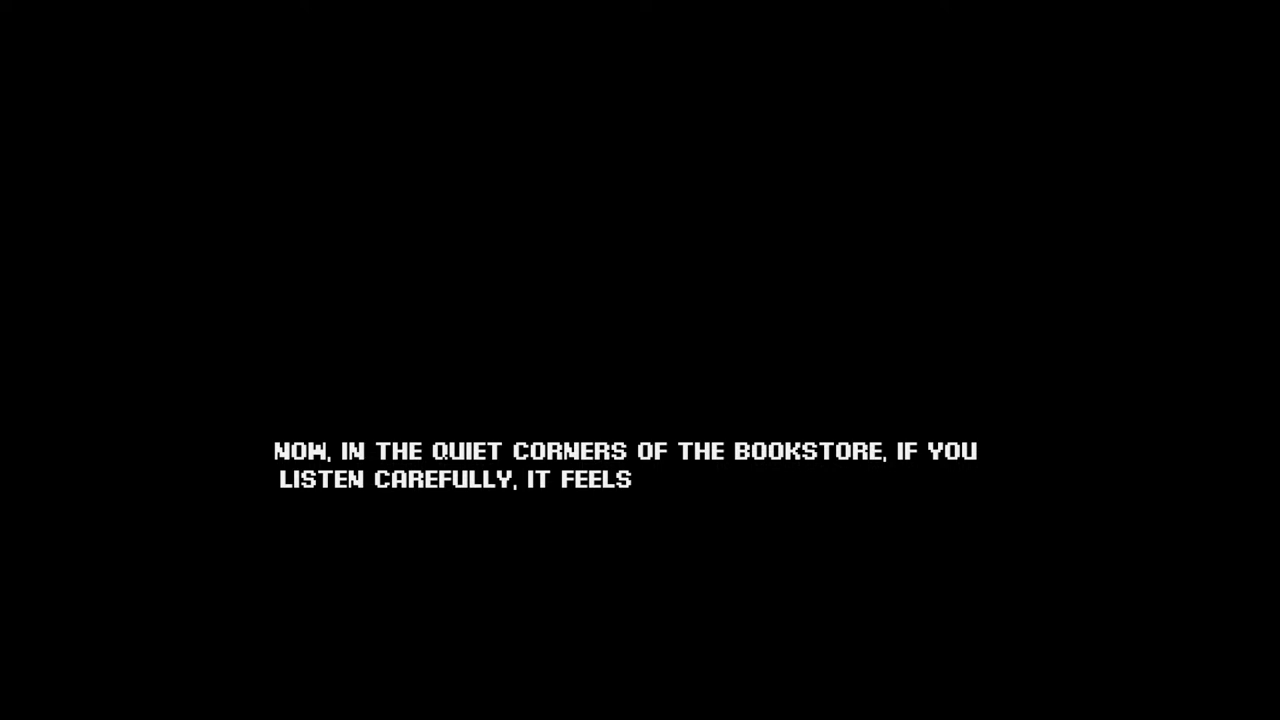 NOW, IN THE QUIET CORNERS OF THE BOOKSTORE, IF YOU
LISTEN CAREFULLY, IT FEELS